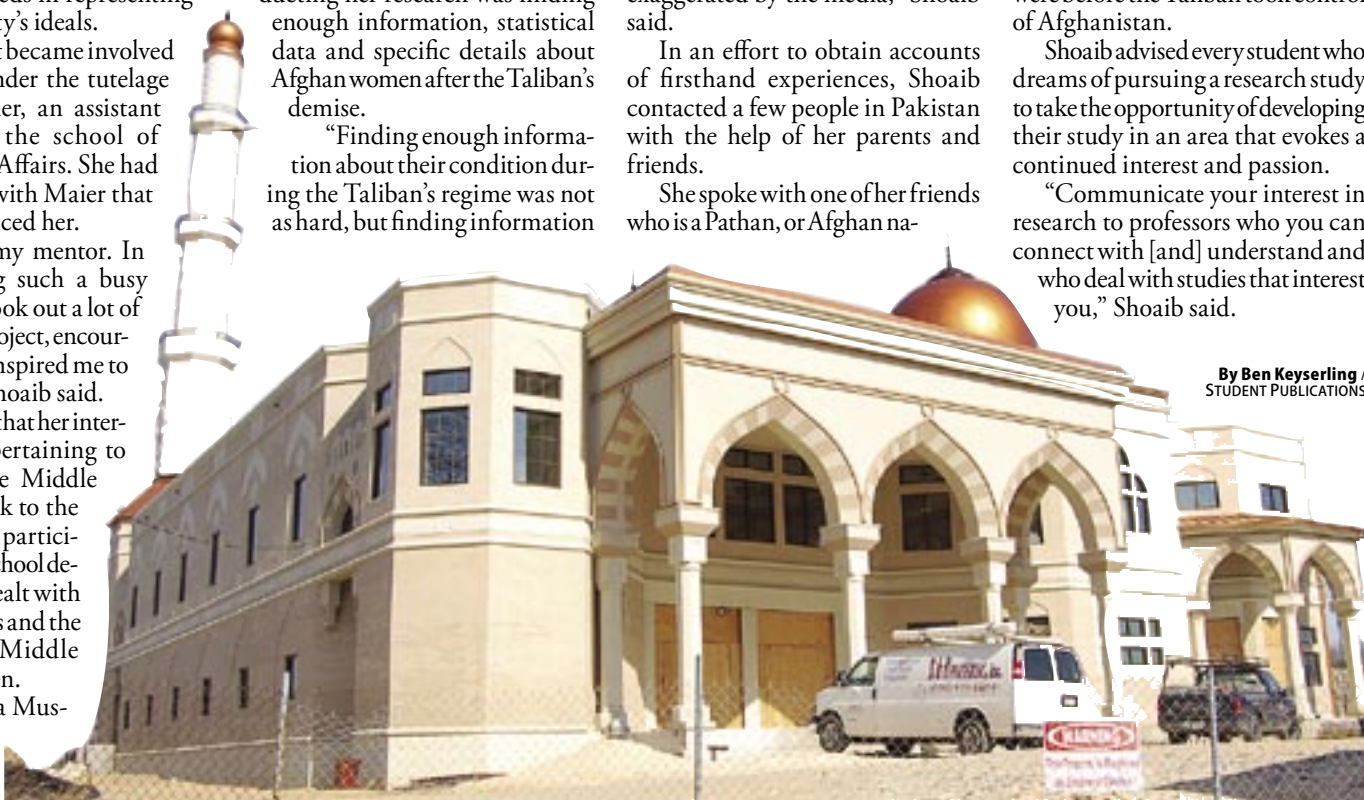 eds in representing
ty’s ideals.
t became involved
nder the tutelage
er, an assistant
the school of
Affairs. She had
with Maier that
ced her.
my mentor. In
g such a busy
ook out a lot of
oject, encour-
nspired me to
hoaib said.
that her inter-
pertaining to
e Middle
k to the
partici-
chool de-
ealt with
s and the
Middle
en.
a Mus-
ducting her research was finding
enough information, statistical
data and specific details about
Afghan women after the Taliban’s
demise.
“Finding enough informa-
tion about their condition dur-
ing the Taliban’s regime was not
as hard, but finding information
exaggerated by the media,” Shoaib
said.
In an effort to obtain accounts
of firsthand experiences, Shoaib
contacted a few people in Pakistan
with the help of her parents and
friends.
She spoke with one of her friends
who is a Pathan, or Afghan na-
were before the Taliban took control
of Afghanistan.
Shoaib advised every student who
dreams of pursuing a research study
to take the opportunity of developing
their study in an area that evokes a
continued interest and passion.
“Communicate your interest in
research to professors who you can
connect with [and] understand and
who deal with studies that interest
you,” Shoaib said.
By Ben Keyserling /
STUDENT PUBLICATIONS
WARNING